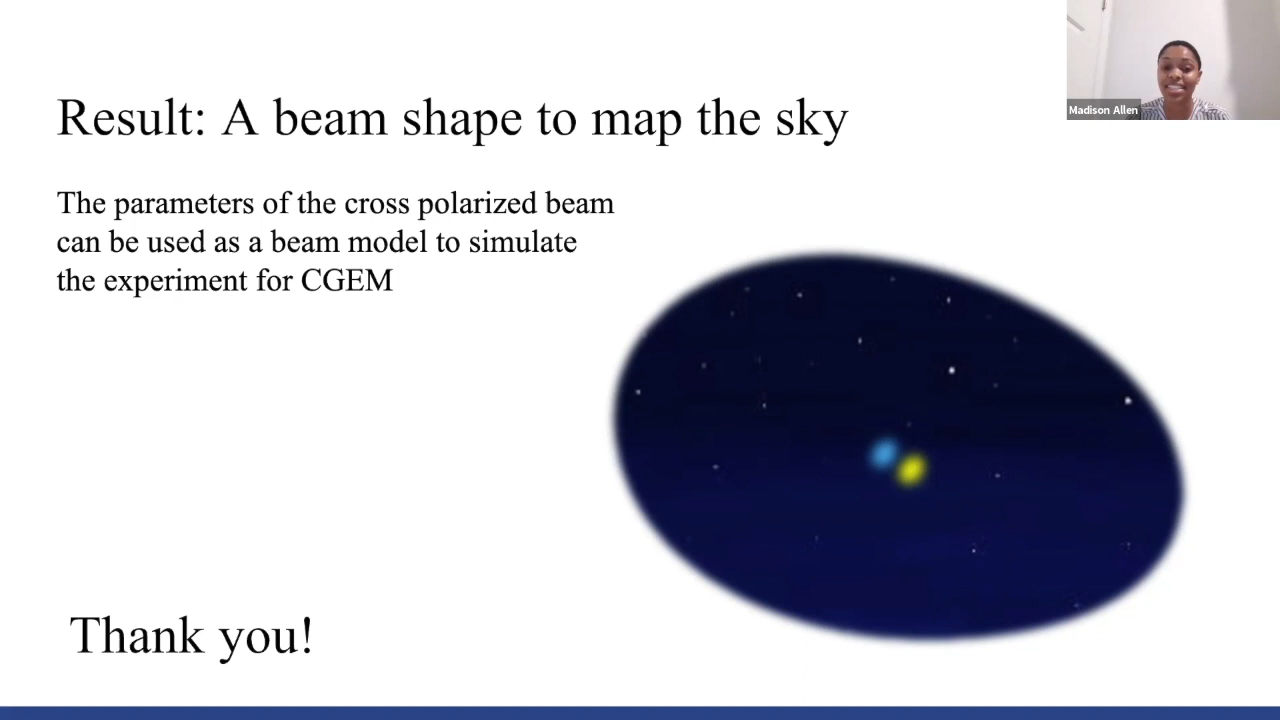 Result: A beam shape to map the sky
Madison Allen
The parameters of the cross polarized beam
can be used as a beam model to simulate
the experiment for CGEM
Thank you!